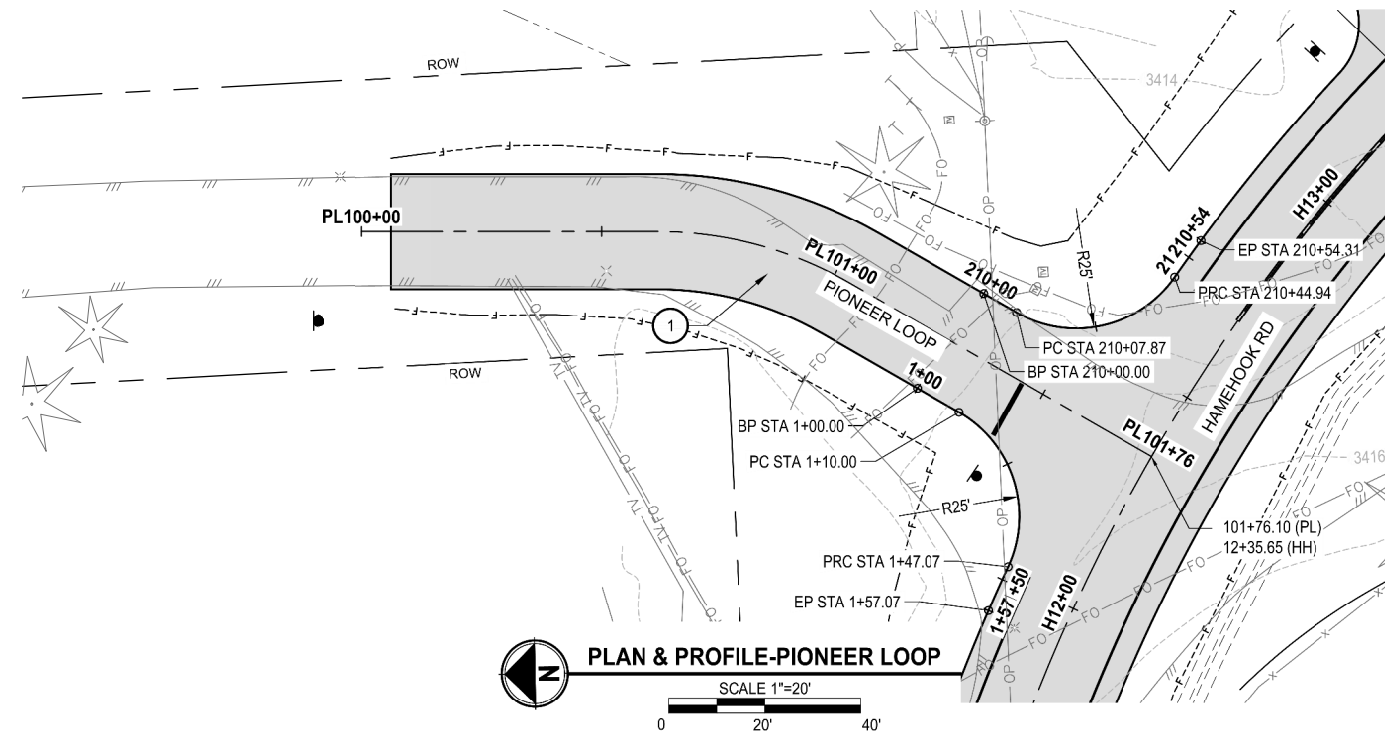 ROW
3414
PL100+00
H13+00
210+54
21
EP STA 210+54.31
PL101+00
PIONEER LOOP
210+00
R25'
PRC STA 210+44.94
1
PC STA 210+07.87
BP STA 210+00.00
HAMEHOOK RD
ROW
1+00
BP STA 1+00.00
PC STA 1+10.00
PL101+76
3416
R25'
101+76.10 (PL)
12+35.65 (HH)
PRC STA 1+47.07
EP STA 1+57.07
1+57
+50
H12+00
N
PLAN & PROFILE-PIONEER LOOP
SCALE 1"=20'
0 20' 40'